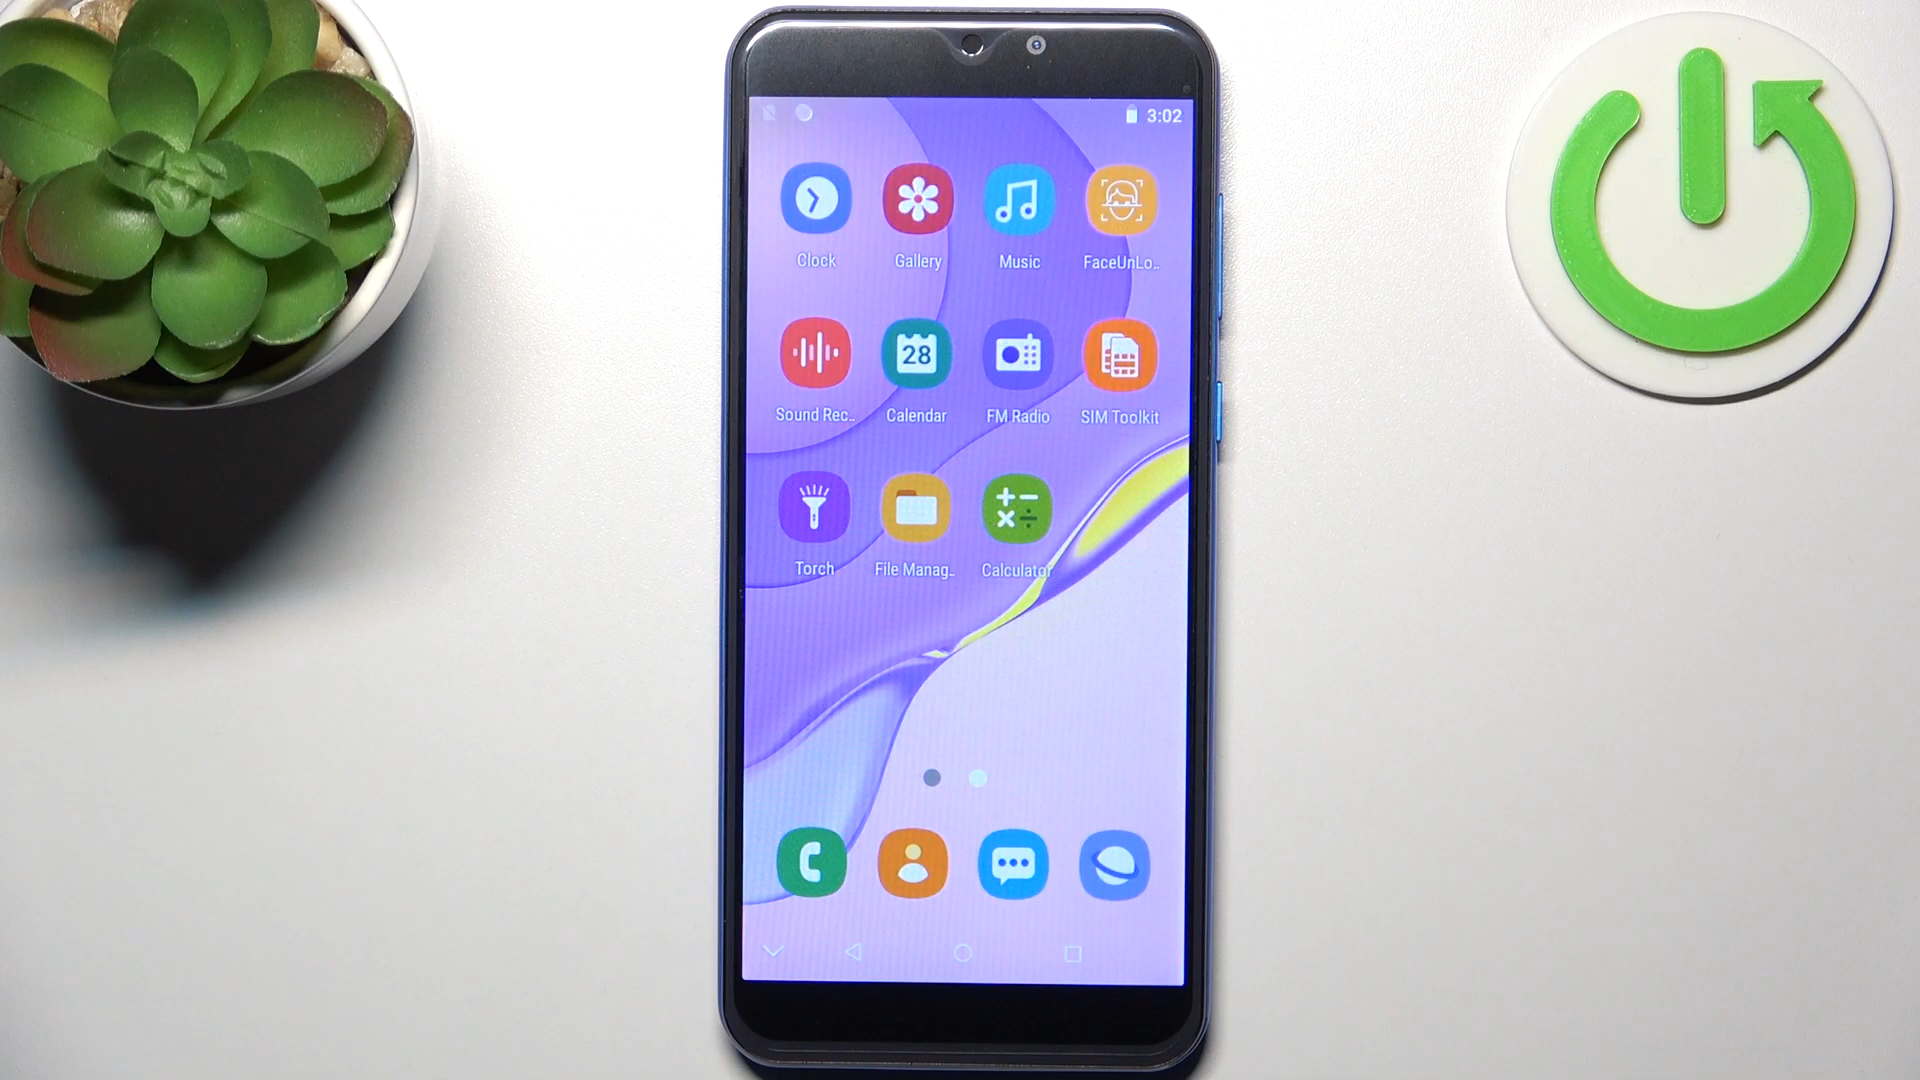 3:02
Clock Gallery Music FaceUnLo..
28
Sound Rec.. Calendar FM Radio SIM Toolkit
Torch File Manag.. Calculator